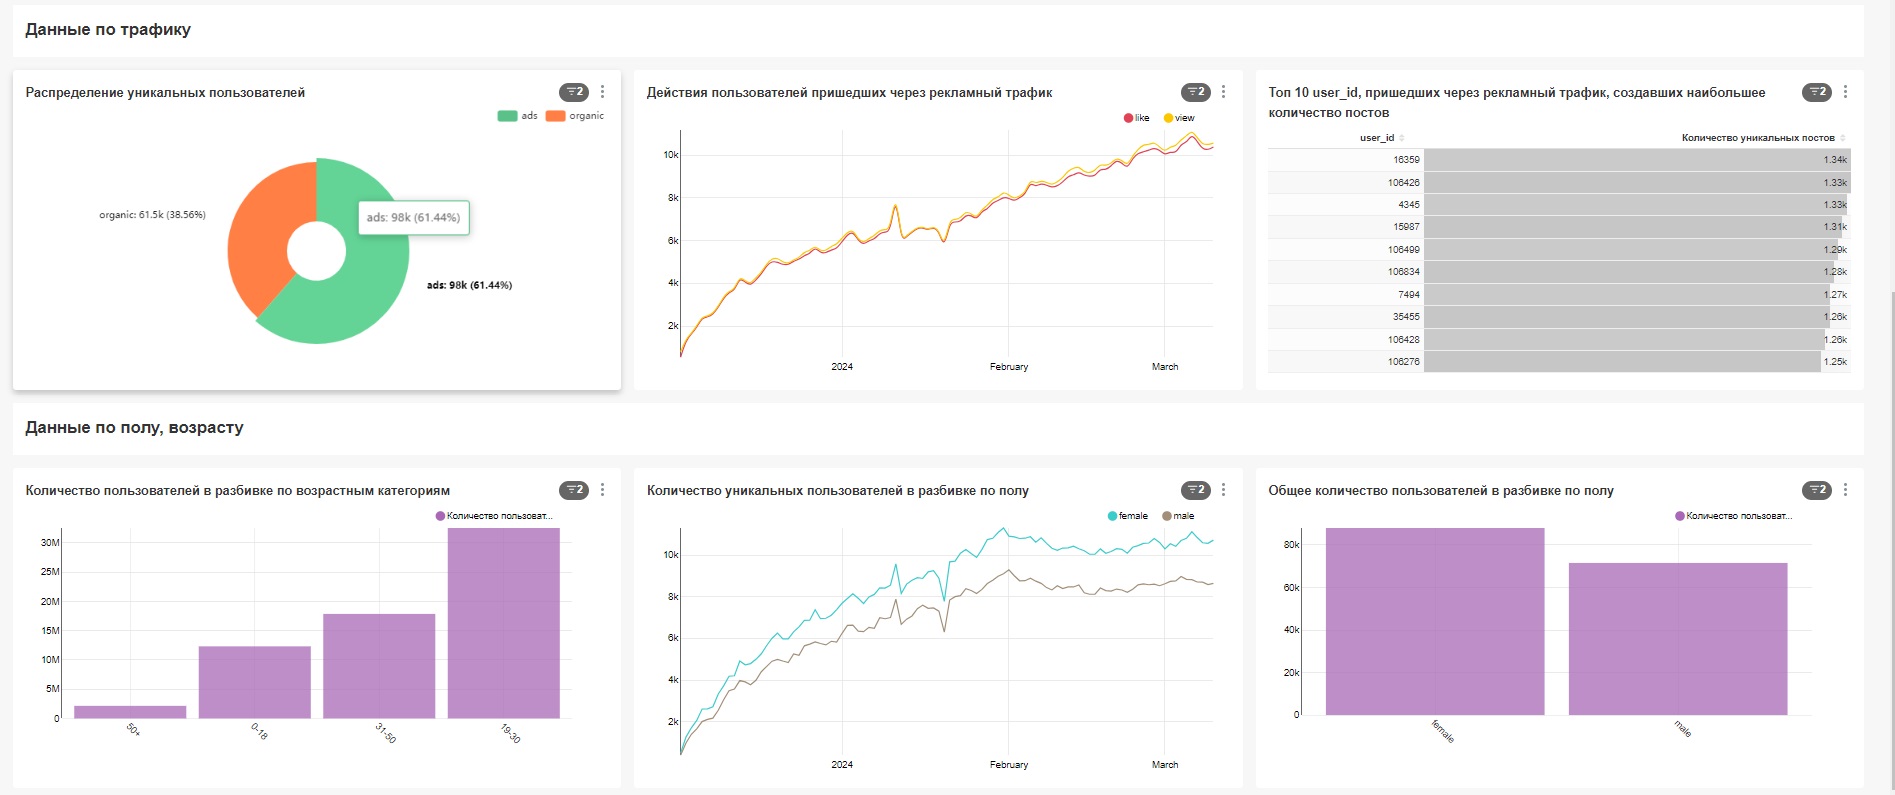 Данные по трафику
Распределение уникальных пользователей
2
ads
organic
organic: 61.5k (38.56%)
ads: 98k (61.44%)
ads: 98k (61.44%)
Действия пользователей пришедших через рекламный трафик
2
like
view
10k
8k
6k
4k
2k
2024
February
March
Топ 10 user_id, пришедших через рекламный трафик, создавших наибольшее
количество постов
2
user_id
Количество уникальных постов
16359 1.34k
106426 1.33k
4345 1.33k
15987 1.31k
106499 1.29k
106834 1.28k
7494 1.27k
35455 1.26k
106428 1.26k
106276 1.25k
Данные по полу, возрасту
Количество пользователей в разбивке по возрастным категориям
2
Количество пользоват...
30M
25M
20M
15M
10M
5M
0
50+
0-18
31-50
19-30
Количество уникальных пользователей в разбивке по полу
2
female
male
10k
8k
6k
4k
2k
2024
February
March
Общее количество пользователей в разбивке по полу
2
Количество пользоват...
80k
60k
40k
20k
0
female
male